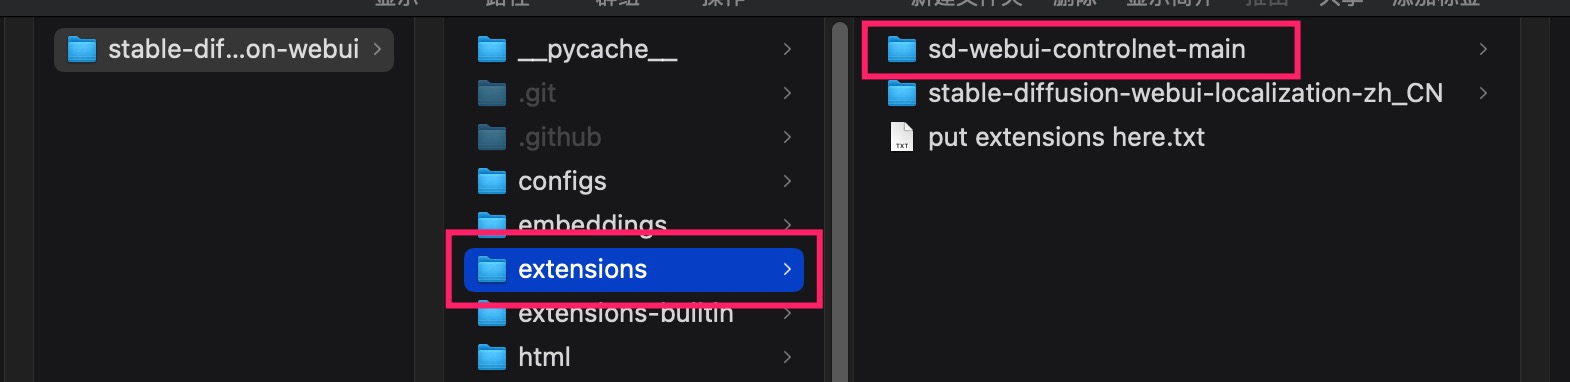 显示 路径 群组 操作 新建文件夹 删除 显示简介 推出 共享 添加标签
stable-dif...on-webui
__pycache__
.git
.github
configs
embeddings
extensions
extensions-builtin
html
sd-webui-controlnet-main
stable-diffusion-webui-localization-zh_CN
TXT put extensions here.txt